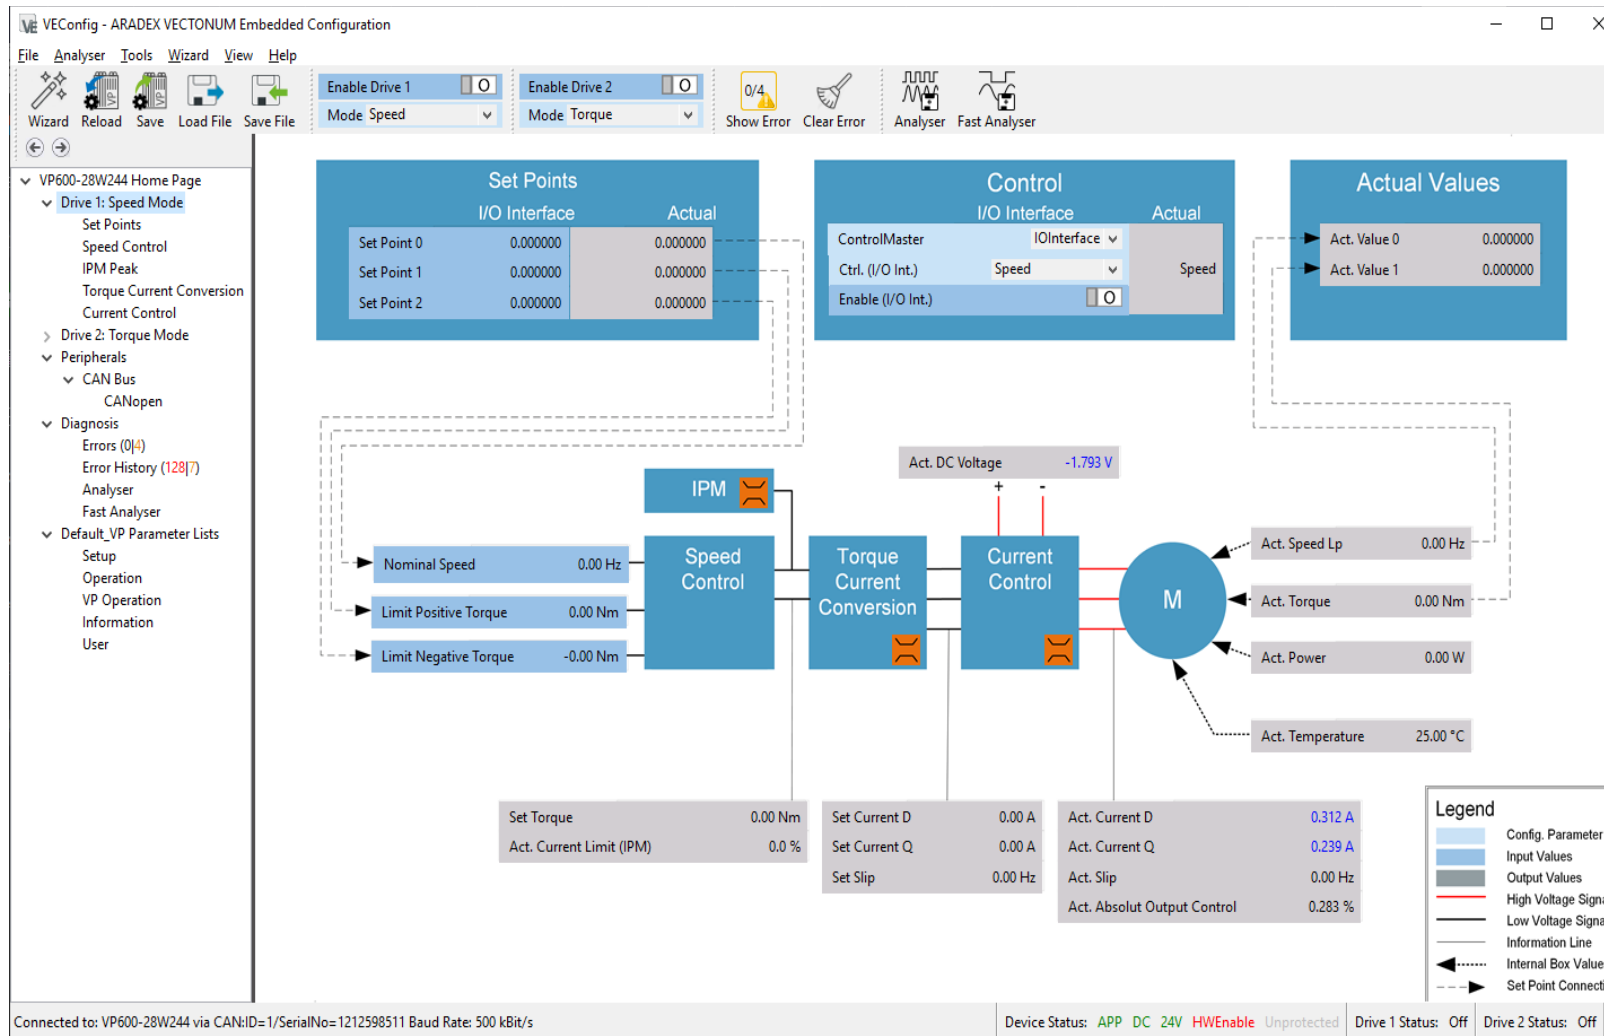 VEConfig - ARADEX VECTONUM Embedded Configuration
File Analyser Tools Wizard View Help
Enable Drive 1 O Enable Drive 2 O 0/4
Mode Speed Mode Torque
Wizard Reload Save Load File Save File Show Error Clear Error Analyser Fast Analyser
VP600-28W244 Home Page
Drive 1: Speed Mode
Set Points
Speed Control
IPM Peak
Torque Current Conversion
Current Control
Drive 2: Torque Mode
Peripherals
CAN Bus
CANopen
Diagnosis
Errors (0|4)
Error History (128|7)
Analyser
Fast Analyser
Default_VP Parameter Lists
Setup
Operation
VP Operation
Information
User
Set Points
I/O Interface Actual
Set Point 0 0.000000 0.000000
Set Point 1 0.000000 0.000000
Set Point 2 0.000000 0.000000
Control
I/O Interface Actual
ControlMaster IOInterface
Ctrl. (I/O Int.) Speed Speed
Enable (I/O Int.) O
Actual Values
Act. Value 0 0.000000
Act. Value 1 0.000000
Act. DC Voltage -1.793 V
+ -
IPM
Nominal Speed 0.00 Hz
Limit Positive Torque 0.00 Nm
Limit Negative Torque -0.00 Nm
Speed
Control
Torque
Current
Conversion
Current
Control
M
Act. Speed Lp 0.00 Hz
Act. Torque 0.00 Nm
Act. Power 0.00 W
Act. Temperature 25.00 °C
Set Torque 0.00 Nm
Act. Current Limit (IPM) 0.0 %
Set Current D 0.00 A
Set Current Q 0.00 A
Set Slip 0.00 Hz
Act. Current D 0.312 A
Act. Current Q 0.239 A
Act. Slip 0.00 Hz
Act. Absolut Output Control 0.283 %
Legend
Config. Parameter
Input Values
Output Values
High Voltage Signa
Low Voltage Signa
Information Line
Internal Box Value
Set Point Connecti
Connected to: VP600-28W244 via CAN:ID=1/SerialNo=1212598511 Baud Rate: 500 kBit/s Device Status: APP DC 24V HWEnable Unprotected Drive 1 Status: Off Drive 2 Status: Off